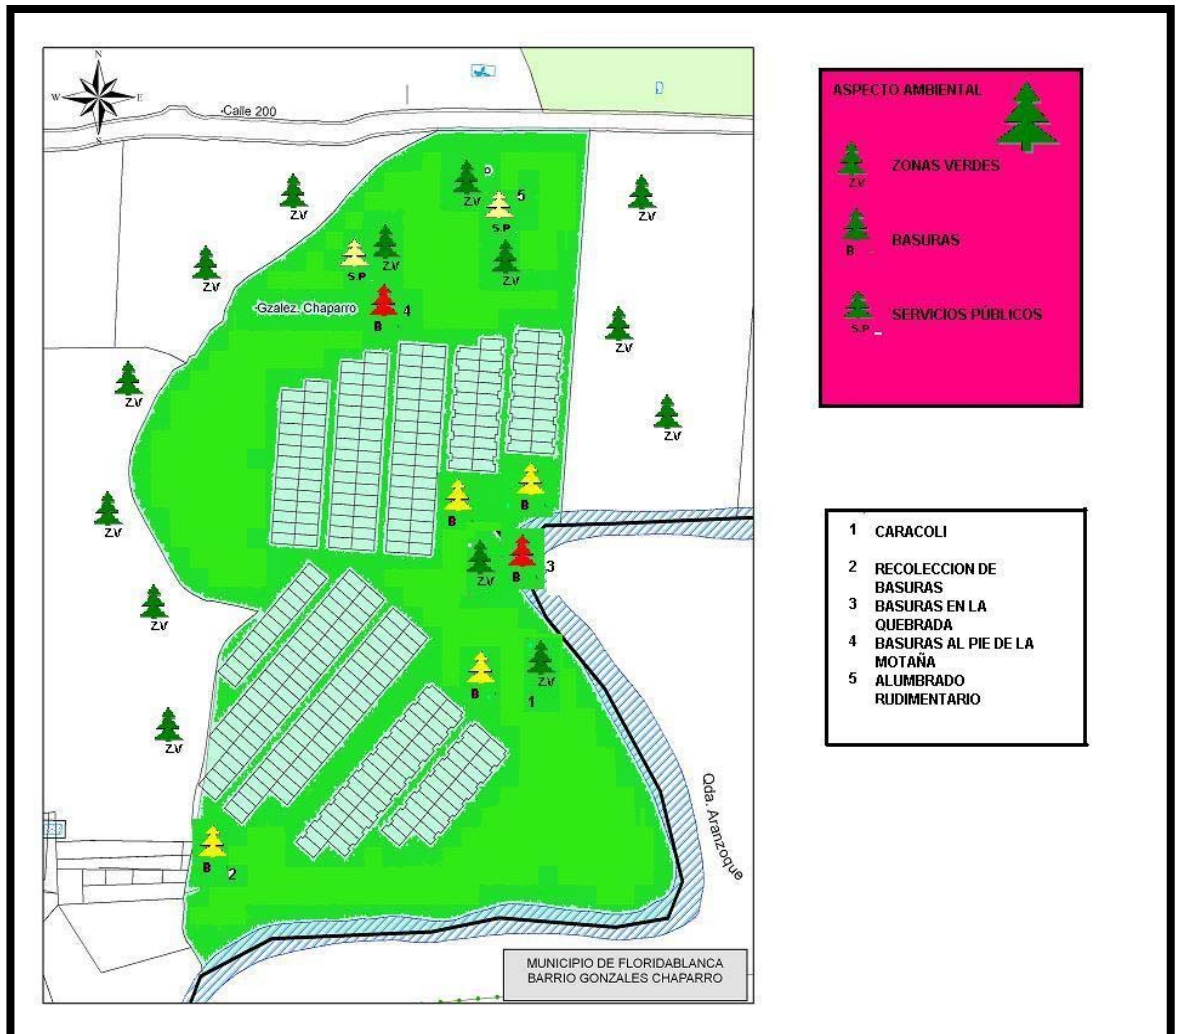 N
W
E
Calle 200
Z.V
Z.V
5
S.P
Z.V
Z.V
S.P
Z.V
Z.V
Gzalez. Chaparro
4
B
Z.V
Z.V
Z.V
B
B
Z.V
Z.V
3
B
Z.V
Z.V
B
1
Z.V
Qda. Aranzoque
B
2
MUNICIPIO DE FLORIDABLANCA
BARRIO GONZALES CHAPARRO
ASPECTO AMBIENTAL
Z.V
ZONAS VERDES
B
BASURAS
S.P
SERVICIOS PÚBLICOS
1 CARACOLI
2 RECOLECCION DE
BASURAS
3 BASURAS EN LA
QUEBRADA
4 BASURAS AL PIE DE LA
MOTAÑA
5 ALUMBRADO
RUDIMENTARIO